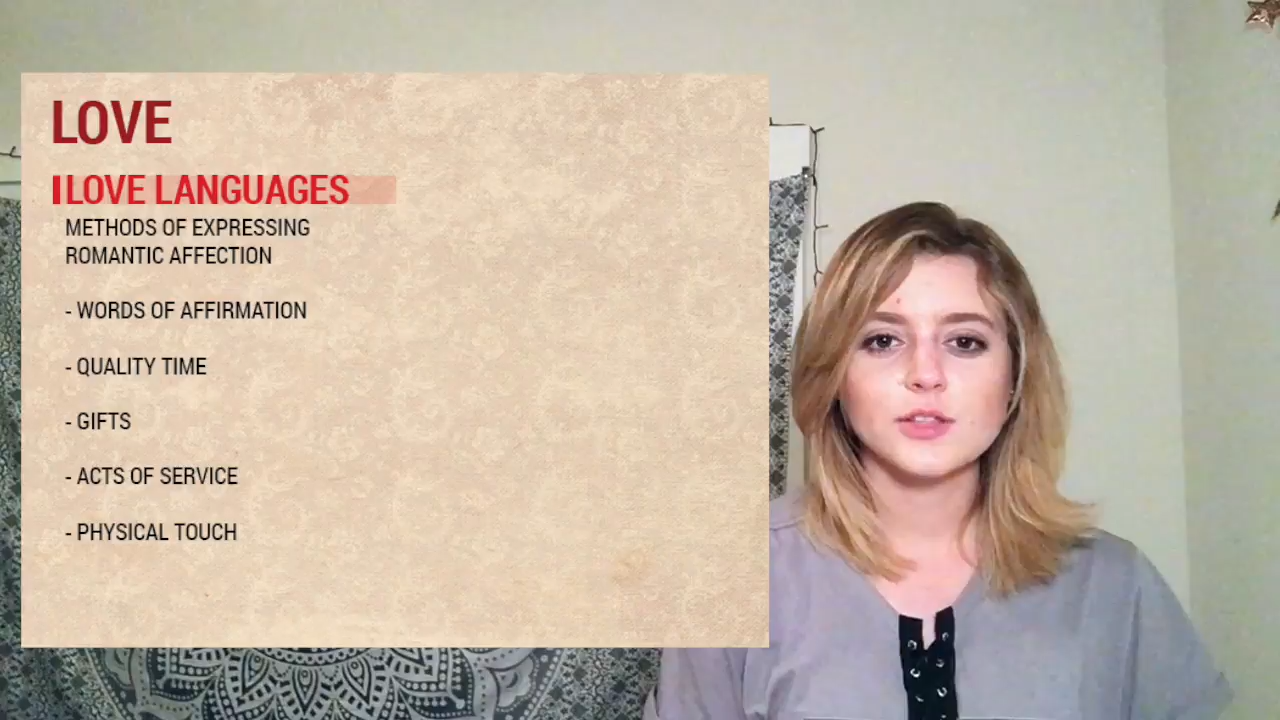 LOVE
LOVE LANGUAGES
METHODS OF EXPRESSING
ROMANTIC AFFECTION
- WORDS OF AFFIRMATION
- QUALITY TIME
- GIFTS
- ACTS OF SERVICE
- PHYSICAL TOUCH